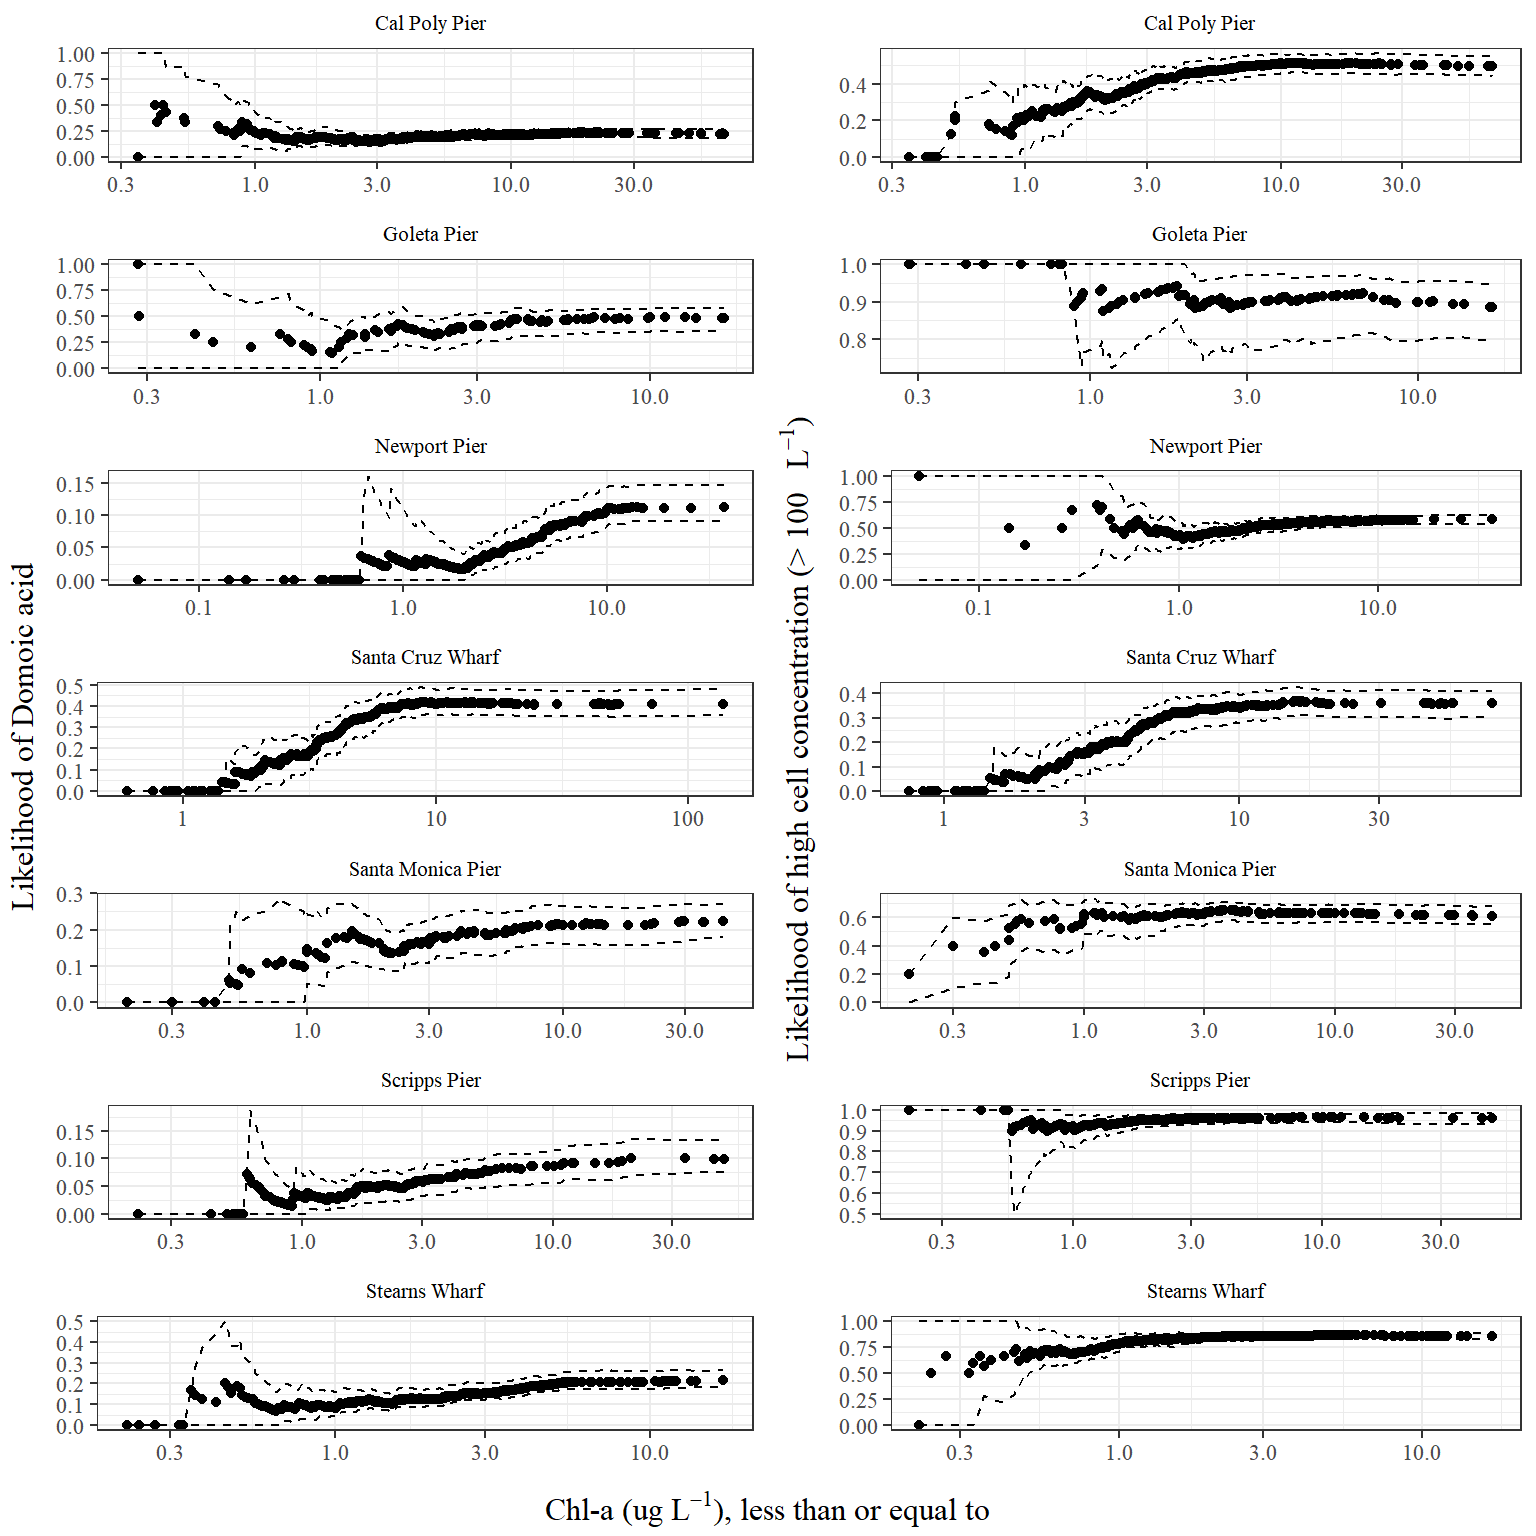 Cal Poly Pier
1.00
0.75
0.50
0.25
0.00
0.3 1.0 3.0 10.0 30.0
Cal Poly Pier
0.4
0.2
0.0
0.3 1.0 3.0 10.0 30.0
Goleta Pier
1.00
0.75
0.50
0.25
0.00
0.3 1.0 3.0 10.0
Goleta Pier
1.0
0.9
0.8
0.3 1.0 3.0 10.0
Newport Pier
0.15
0.10
0.05
0.00
0.1 1.0 10.0
Newport Pier
1.00
0.75
0.50
0.25
0.00
0.1 1.0 10.0
Santa Cruz Wharf
0.5
0.4
0.3
0.2
0.1
0.0
1 10 100
Santa Cruz Wharf
0.4
0.3
0.2
0.1
0.0
1 3 10 30
Santa Monica Pier
0.3
0.2
0.1
0.0
0.3 1.0 3.0 10.0 30.0
Santa Monica Pier
0.6
0.4
0.2
0.0
0.3 1.0 3.0 10.0 30.0
Scripps Pier
0.15
0.10
0.05
0.00
0.3 1.0 3.0 10.0 30.0
Scripps Pier
1.0
0.9
0.8
0.7
0.6
0.5
0.3 1.0 3.0 10.0 30.0
Stearns Wharf
0.5
0.4
0.3
0.2
0.1
0.0
0.3 1.0 3.0 10.0
Stearns Wharf
1.00
0.75
0.50
0.25
0.00
0.3 1.0 3.0 10.0
Likelihood of Domoic acid
Likelihood of high cell concentration (> 100 L⁻¹)
Chl-a (ug L⁻¹), less than or equal to